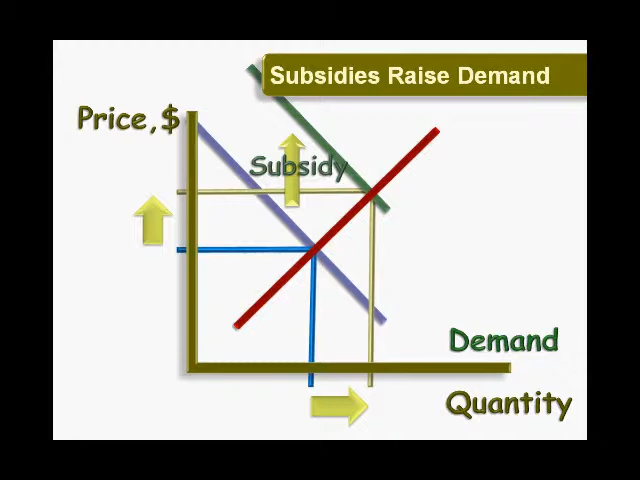 Subsidies Raise Demand
Price,$
Subsidy
Demand
Quantity